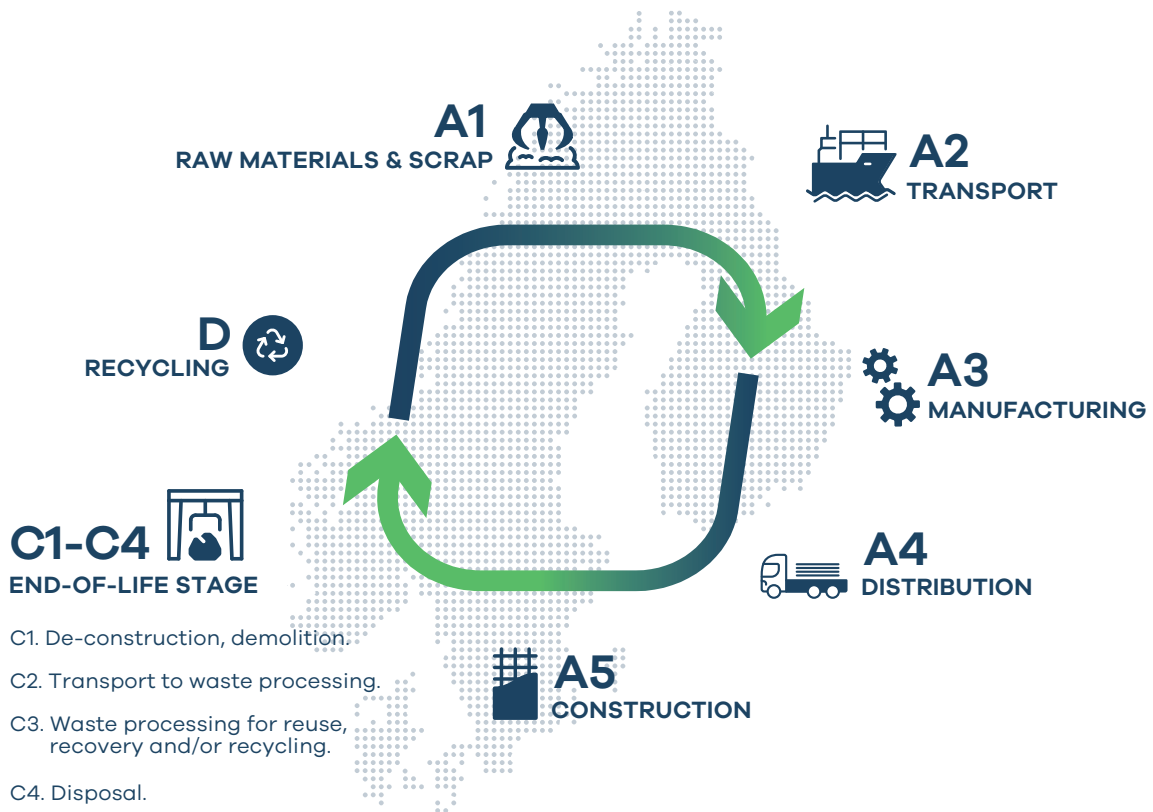 A1
RAW MATERIALS & SCRAP
A2
TRANSPORT
D
RECYCLING
A3
MANUFACTURING
C1-C4
END-OF-LIFE STAGE
A4
DISTRIBUTION
C1. De-construction, demolition.
C2. Transport to waste processing.
C3. Waste processing for reuse,
recovery and/or recycling.
C4. Disposal.
A5
CONSTRUCTION